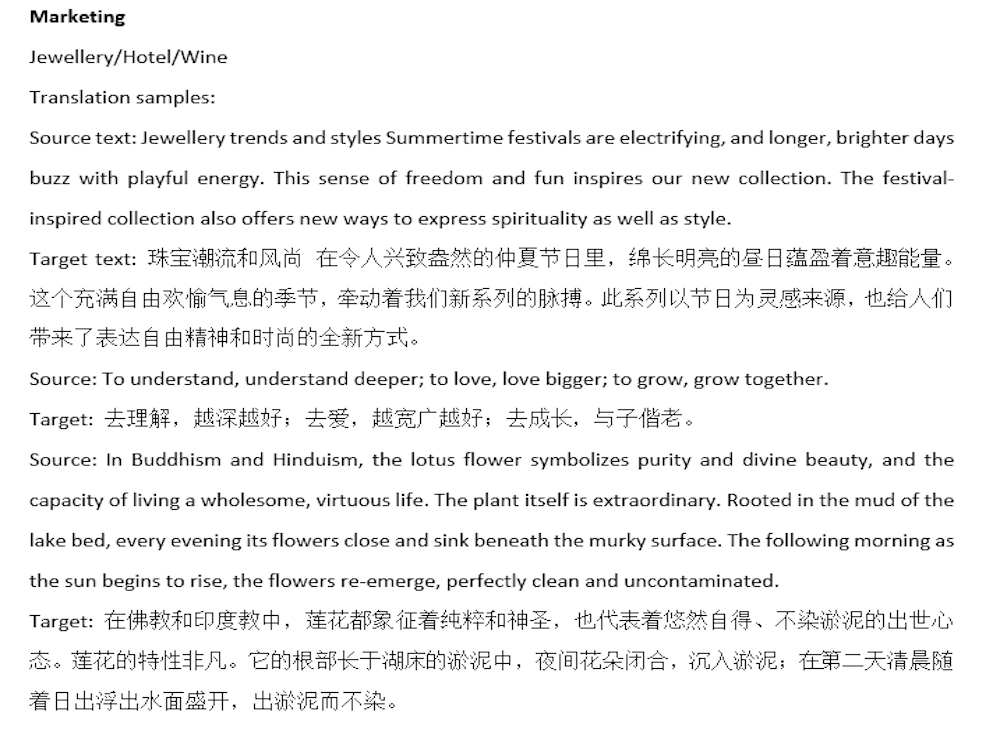 Marketing
Jewellery/Hotel/Wine
Translation samples:
Source text: Jewellery trends and styles Summertime festivals are electrifying, and longer, brighter days
buzz with playful energy. This sense of freedom and fun inspires our new collection. The festival-
inspired collection also offers new ways to express spirituality as well as style.
Target text: 珠宝潮流和风尚 在令人兴致盎然的仲夏节日里，绵长明亮的昼日蕴盈着意趣能量。
这个充满自由欢愉气息的季节，牵动着我们新系列的脉搏。此系列以节日为灵感来源，也给人们
带来了表达自由精神和时尚的全新方式。
Source: To understand, understand deeper; to love, love bigger; to grow, grow together.
Target: 去理解，越深越好；去爱，越宽广越好；去成长，与子偕老。
Source: In Buddhism and Hinduism, the lotus flower symbolizes purity and divine beauty, and the
capacity of living a wholesome, virtuous life. The plant itself is extraordinary. Rooted in the mud of the
lake bed, every evening its flowers close and sink beneath the murky surface. The following morning as
the sun begins to rise, the flowers re-emerge, perfectly clean and uncontaminated.
Target: 在佛教和印度教中，莲花都象征着纯粹和神圣，也代表着悠然自得、不染淤泥的出世心
态。莲花的特性非凡。它的根部长于湖床的淤泥中，夜间花朵闭合，沉入淤泥；在第二天清晨随
着日出浮出水面盛开，出淤泥而不染。